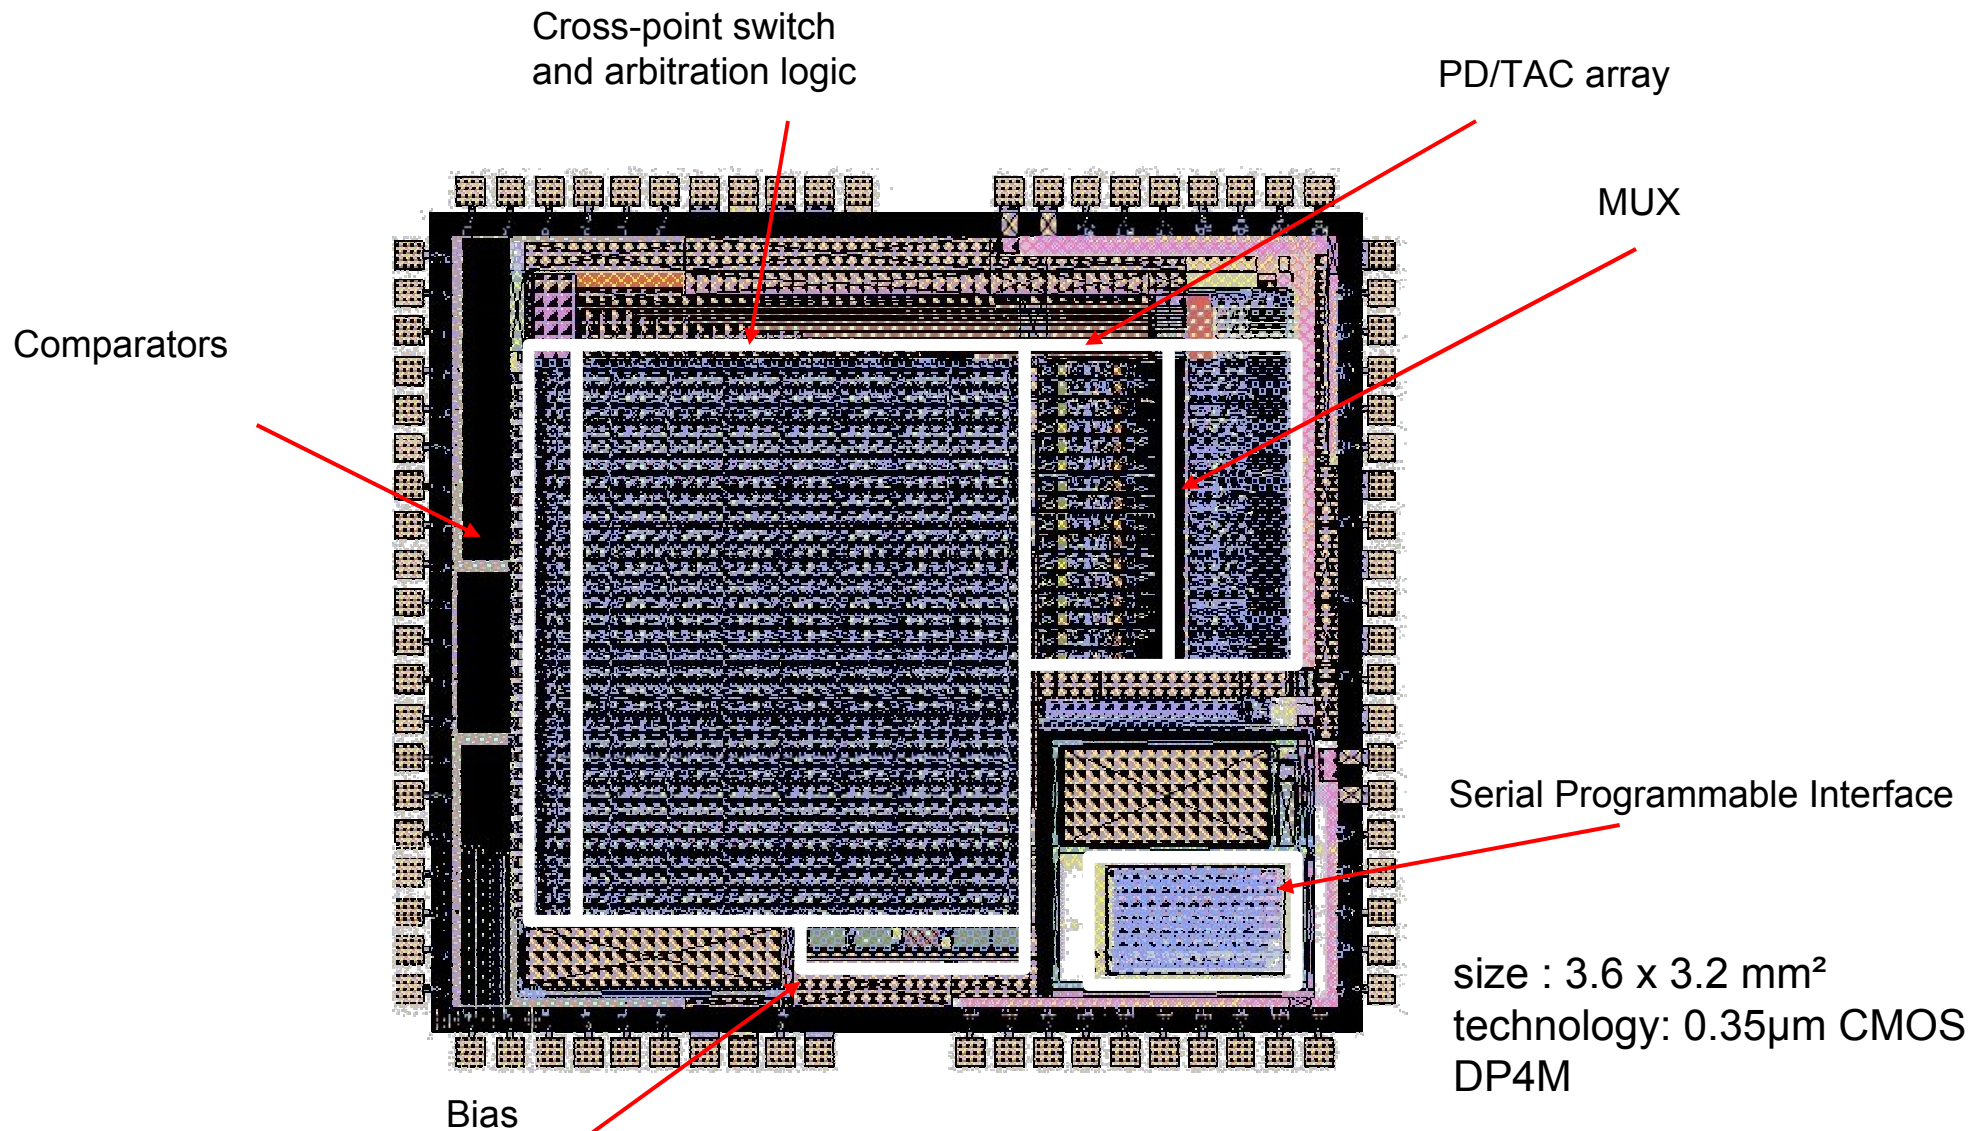 Cross-point switch
and arbitration logic
PD/TAC array
MUX
Comparators
Serial Programmable Interface
size : 3.6 x 3.2 mm²
technology: 0.35µm CMOS
DP4M
Bias